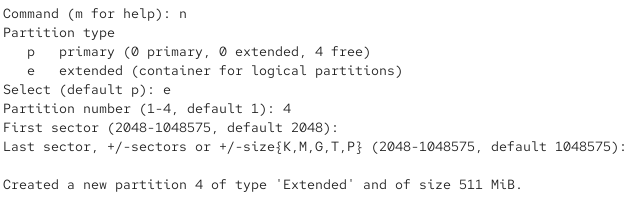 Command (m for help): n
Partition type
   p   primary (0 primary, 0 extended, 4 free)
   e   extended (container for logical partitions)
Select (default p): e
Partition number (1-4, default 1): 4
First sector (2048-1048575, default 2048):
Last sector, +/-sectors or +/-size{K,M,G,T,P} (2048-1048575, default 1048575):

Created a new partition 4 of type 'Extended' and of size 511 MiB.